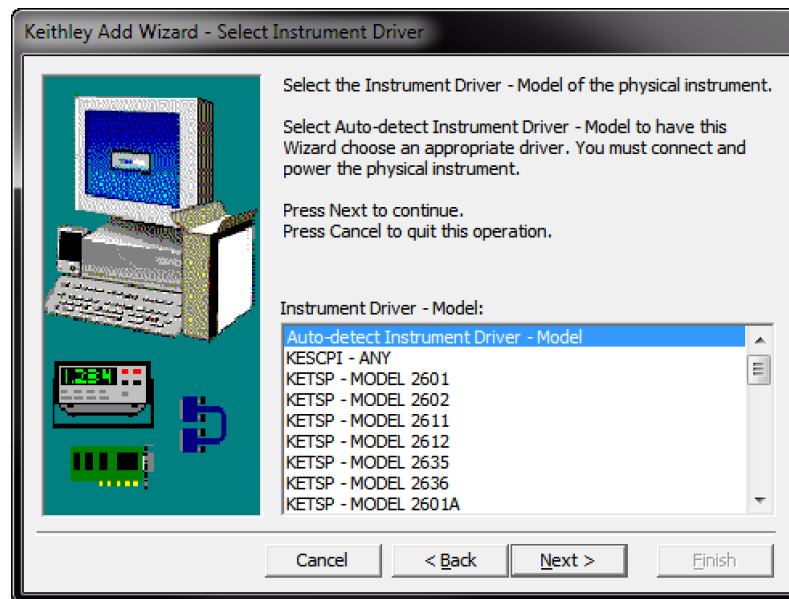 Keithley Add Wizard - Select Instrument Driver
Select the Instrument Driver - Model of the physical instrument.
Select Auto-detect Instrument Driver - Model to have this
Wizard choose an appropriate driver. You must connect and
power the physical instrument.
Press Next to continue.
Press Cancel to quit this operation.
Instrument Driver - Model:
Auto-detect Instrument Driver - Model
KESCPI - ANY
KETSP - MODEL 2601
KETSP - MODEL 2602
KETSP - MODEL 2611
KETSP - MODEL 2612
KETSP - MODEL 2635
KETSP - MODEL 2636
KETSP - MODEL 2601A
1.284
Cancel
< Back
Next >
Finish